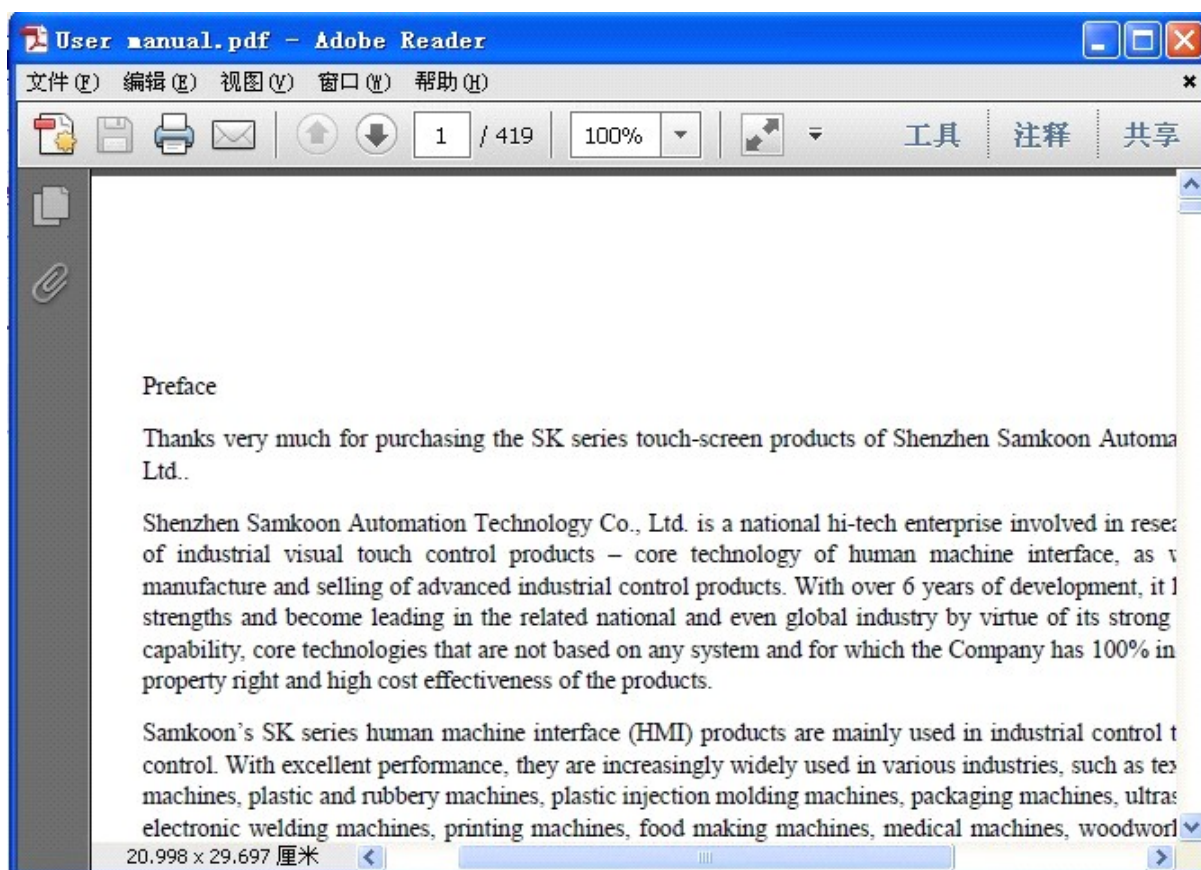 User manual.pdf - Adobe Reader
文件(F) 编辑(E) 视图(V) 窗口(W) 帮助(H)
1 / 419 100% 工具 注释 共享
Preface
Thanks very much for purchasing the SK series touch-screen products of Shenzhen Samkoon Automa
Ltd..
Shenzhen Samkoon Automation Technology Co., Ltd. is a national hi-tech enterprise involved in resea
of industrial visual touch control products – core technology of human machine interface, as
manufacture and selling of advanced industrial control products. With over 6 years of development, it
strengths and become leading in the related national and even global industry by virtue of its strong
capability, core technologies that are not based on any system and for which the Company has 100% in
property right and high cost effectiveness of the products.
Samkoon’s SK series human machine interface (HMI) products are mainly used in industrial control
control. With excellent performance, they are increasingly widely used in various industries, such as tex
machines, plastic and rubbery machines, plastic injection molding machines, packaging machines, ultras
electronic welding machines, printing machines, food making machines, medical machines, woodworl
20.998 x 29.697 厘米